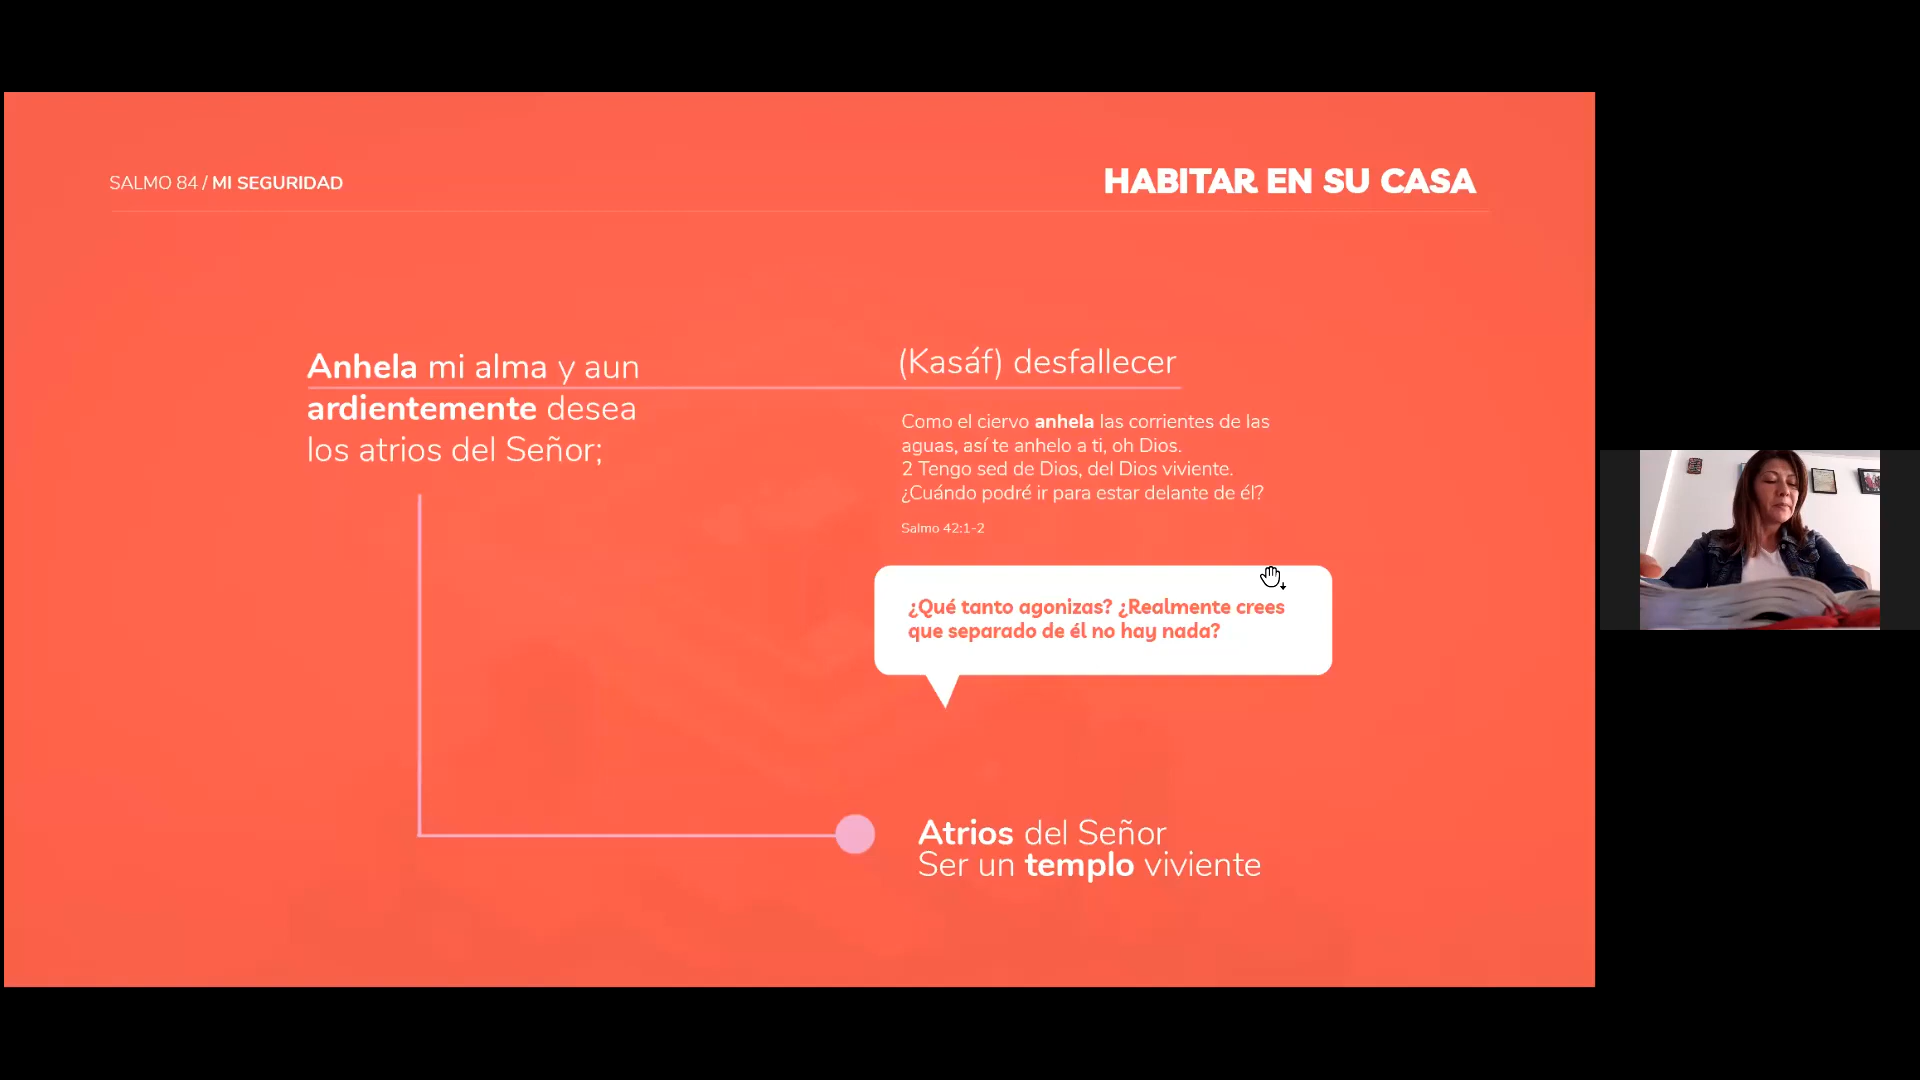 SALMO 84 / MI SEGURIDAD
HABITAR EN SU CASA
Anhela mi alma y aun
ardientemente desea
los atrios del Señor;
(Kasáf) desfallecer
Como el ciervo anhela las corrientes de las
aguas, así te anhelo a ti, oh Dios.
2 Tengo sed de Dios, del Dios viviente.
¿Cuándo podré ir para estar delante de él?
Salmo 42:1-2
¿Qué tanto agonizas? ¿Realmente crees
que separado de él no hay nada?
Atrios del Señor
Ser un templo viviente